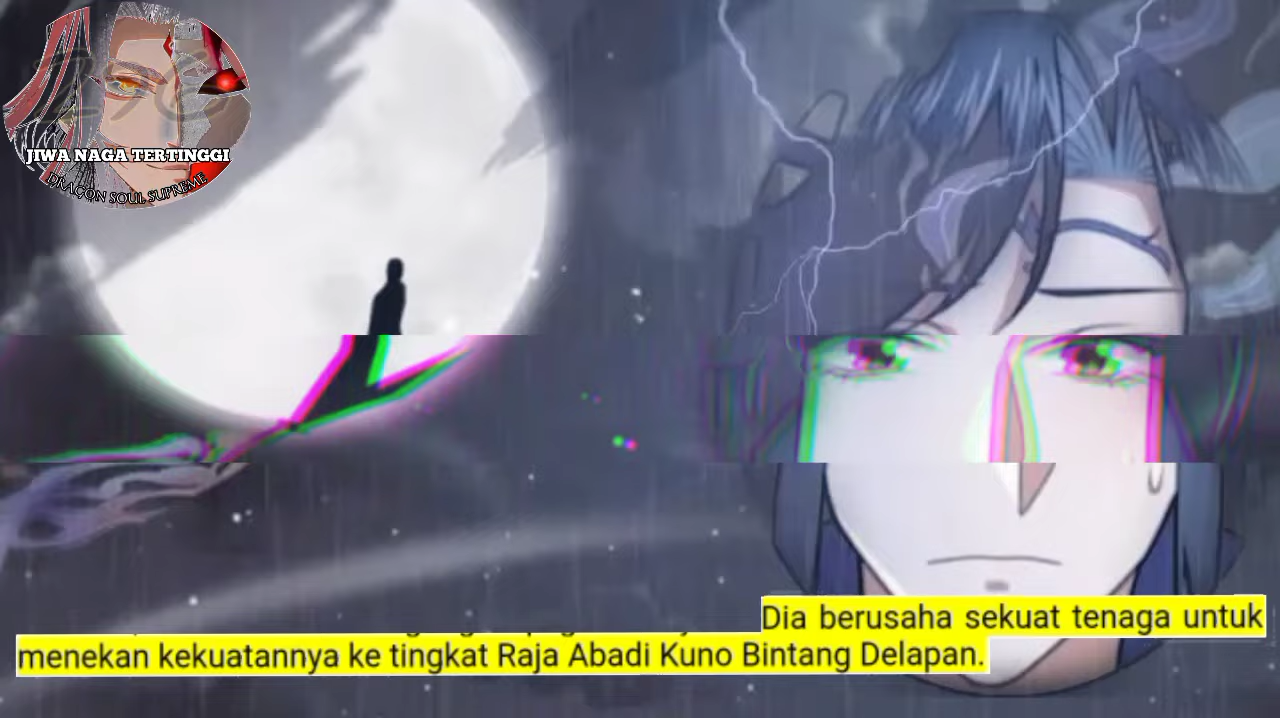 JIWA NAGA TERTINGGI
DRAGON SOUL SUPREME
Dia berusaha sekuat tenaga untuk
menekan kekuatannya ke tingkat Raja Abadi Kuno Bintang Delapan.